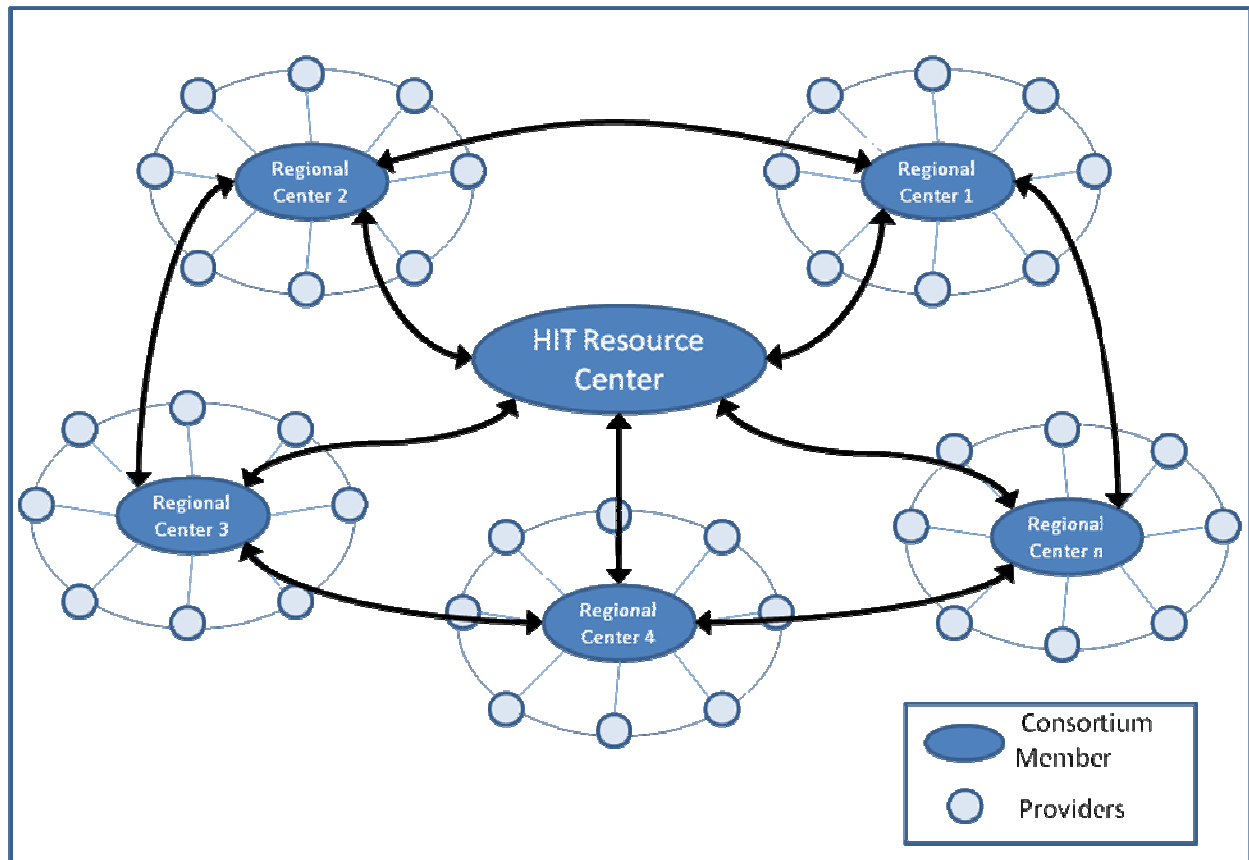 Regional
Center 2
Regional
Center 1
HIT Resource
Center
Regional
Center 3
Regional
Center n
Regional
Center 4
Consortium
Member
Providers